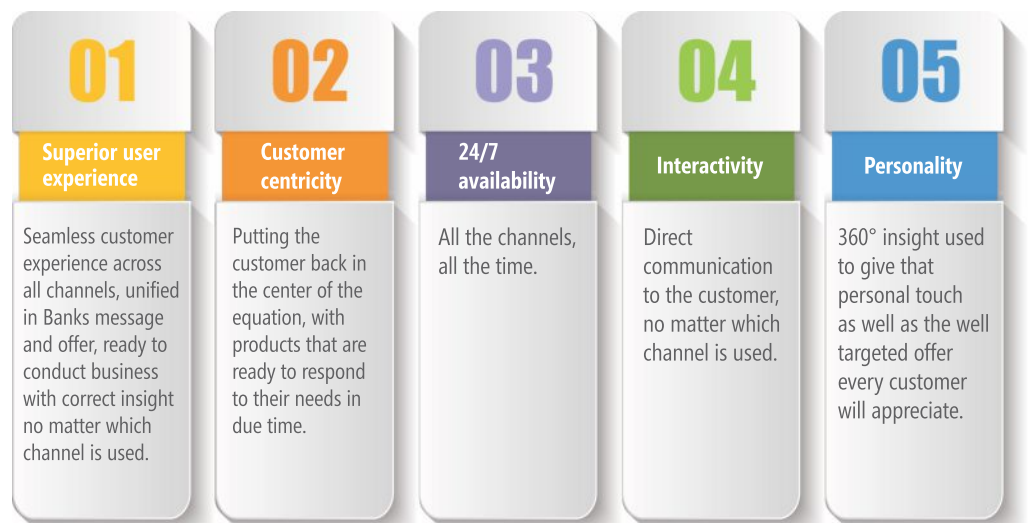 01
Superior user
experience
Seamless customer
experience across
all channels, unified
in Banks message
and offer, ready to
conduct business
with correct insight
no matter which
channel is used.
02
Customer
centricity
Putting the
customer back in
the center of the
equation, with
products that are
ready to respond
to their needs in
due time.
03
24/7
availability
All the channels,
all the time.
04
Interactivity
Direct
communication
to the customer,
no matter which
channel is used.
05
Personality
360° insight used
to give that
personal touch
as well as the well
targeted offer
every customer
will appreciate.